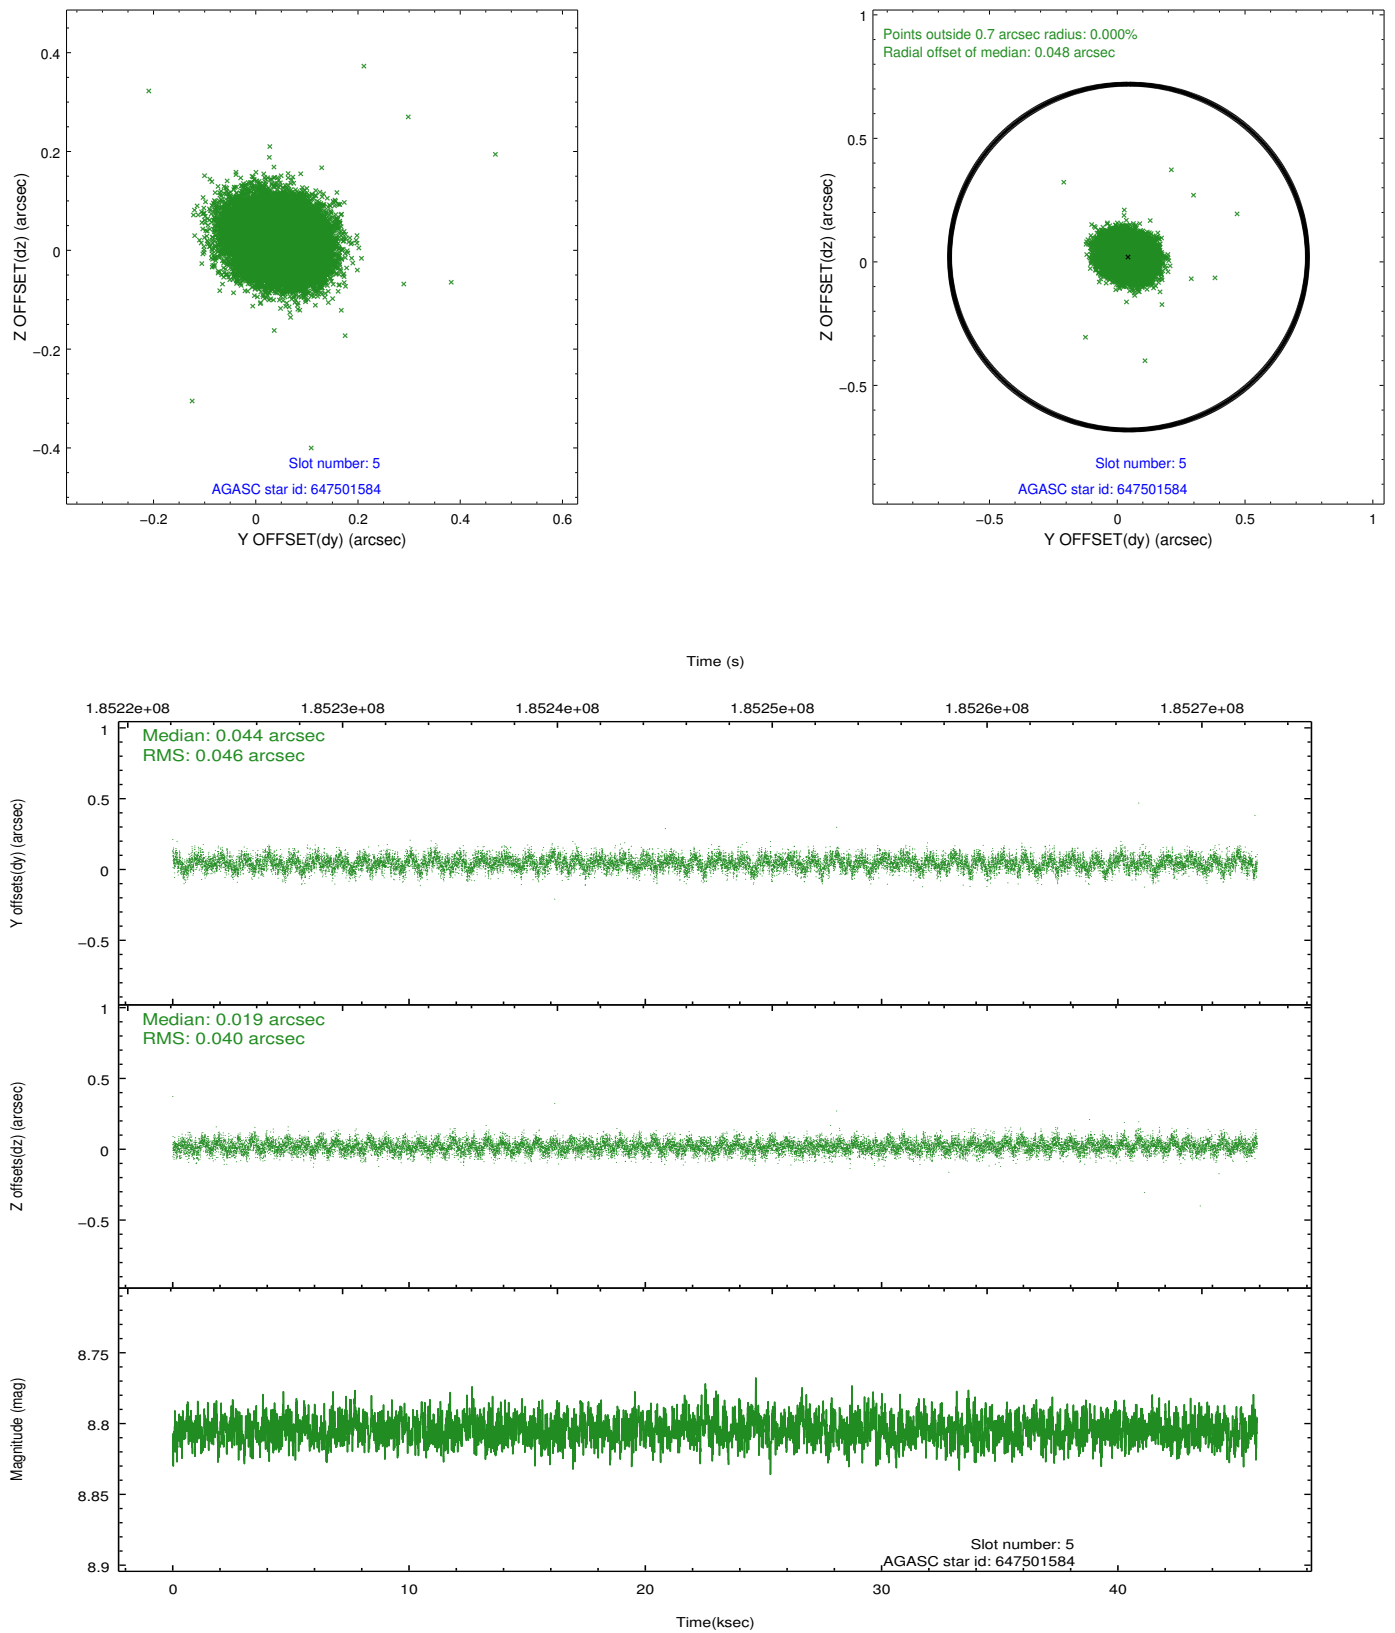 0.4
0.2
0
−0.2
−0.4
Z OFFSET(dz) (arcsec)
Slot number: 5
AGASC star id: 647501584
−0.2 0 0.2 0.4 0.6
Y OFFSET(dy) (arcsec)
1
0.5
0
−0.5
Z OFFSET(dz) (arcsec)
Points outside 0.7 arcsec radius: 0.000%
Radial offset of median: 0.048 arcsec
Slot number: 5
AGASC star id: 647501584
−0.5 0 0.5 1
Y OFFSET(dy) (arcsec)
Time (s)
1.8522e+08 1.8523e+08 1.8524e+08 1.8525e+08 1.8526e+08 1.8527e+08
Median: 0.044 arcsec
RMS: 0.046 arcsec
1
0.5
0
−0.5
Y offsets(dy) (arcsec)
Median: 0.019 arcsec
RMS: 0.040 arcsec
1
0.5
0
−0.5
Z offsets(dz) (arcsec)
8.75
8.8
8.85
8.9
Magnitude (mag)
Slot number: 5
AGASC star id: 647501584
0 10 20 30 40
Time(ksec)